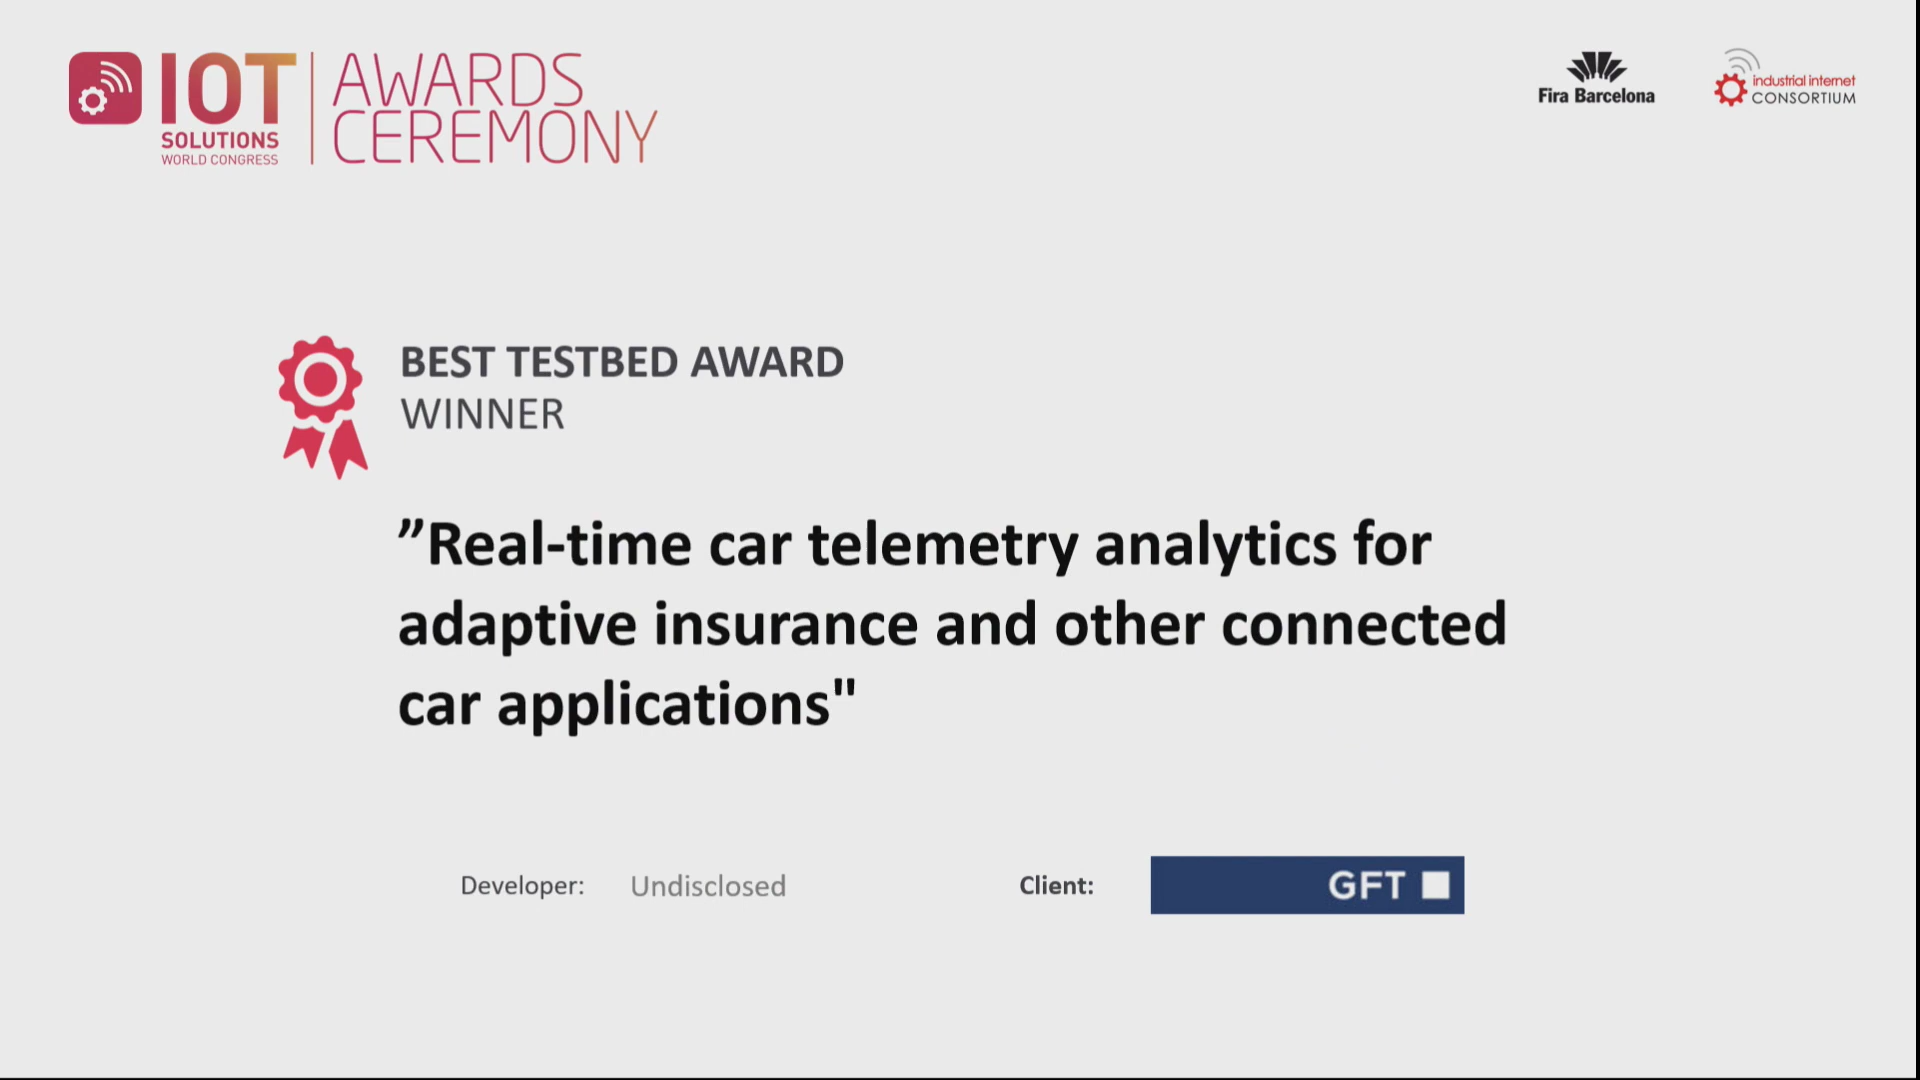 IOT
SOLUTIONS
WORLD CONGRESS
AWARDS
CEREMONY
Fira Barcelona
industrial internet
CONSORTIUM
BEST TESTBED AWARD
WINNER
”Real-time car telemetry analytics for
adaptive insurance and other connected
car applications"
Developer: Undisclosed
Client: GFT